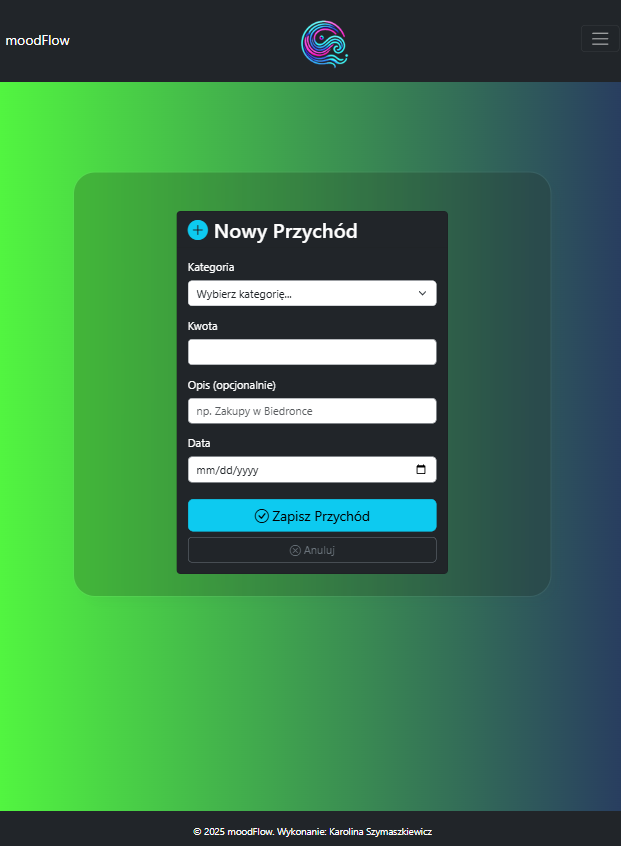 moodFlow
Nowy Przychód
Kategoria
Wybierz kategorię...
Kwota
Opis (opcjonalnie)
np. Zakupy w Biedronce
Data
mm/dd/yyyy
Zapisz Przychód
Anuluj
© 2025 moodFlow. Wykonanie: Karolina Szymaszkiewicz